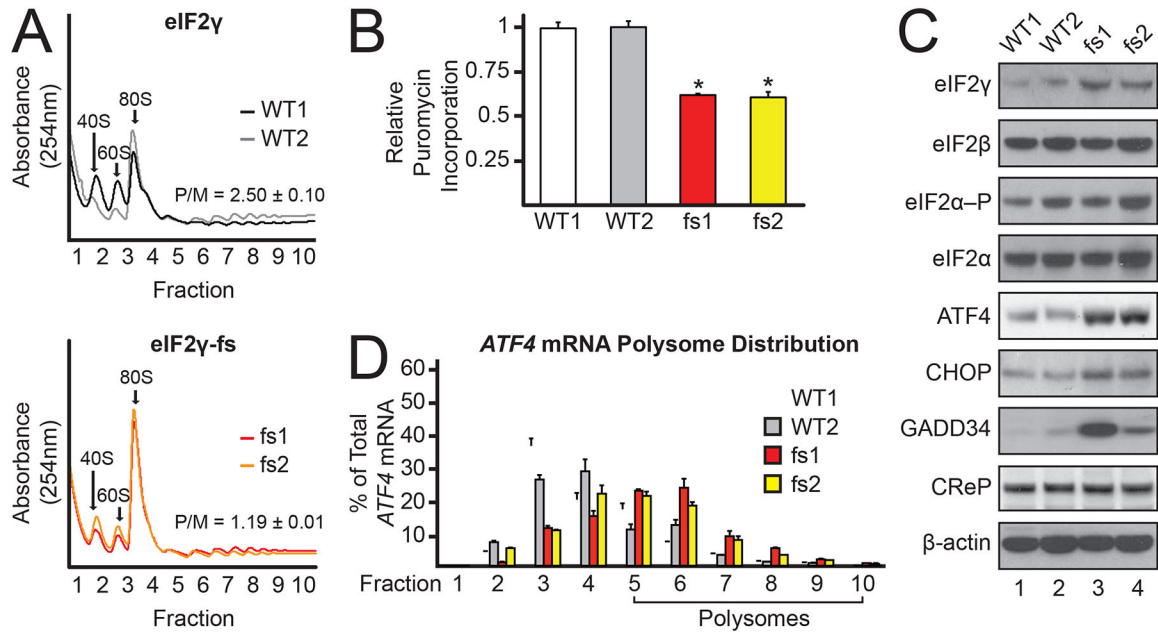 A
eIF2γ
Absorbance
(254nm)
40S
60S
80S
WT1
WT2
P/M = 2.50 ± 0.10
1 2 3 4 5 6 7 8 9 10
Fraction
eIF2γ-fs
Absorbance
(254nm)
40S
60S
80S
fs1
fs2
P/M = 1.19 ± 0.01
1 2 3 4 5 6 7 8 9 10
Fraction
B
Relative
Puromycin
Incorporation
1
0.75
0.5
0.25
* *
WT1 WT2 fs1 fs2
C
WT1 WT2 fs1 fs2
eIF2γ
eIF2β
eIF2α–P
eIF2α
ATF4
CHOP
GADD34
CReP
β-actin
1 2 3 4
D
ATF4 mRNA Polysome Distribution
% of Total
ATF4 mRNA
60
50
40
30
20
10
WT1
WT2
fs1
fs2
Fraction 1 2 3 4 5 6 7 8 9 10
Polysomes